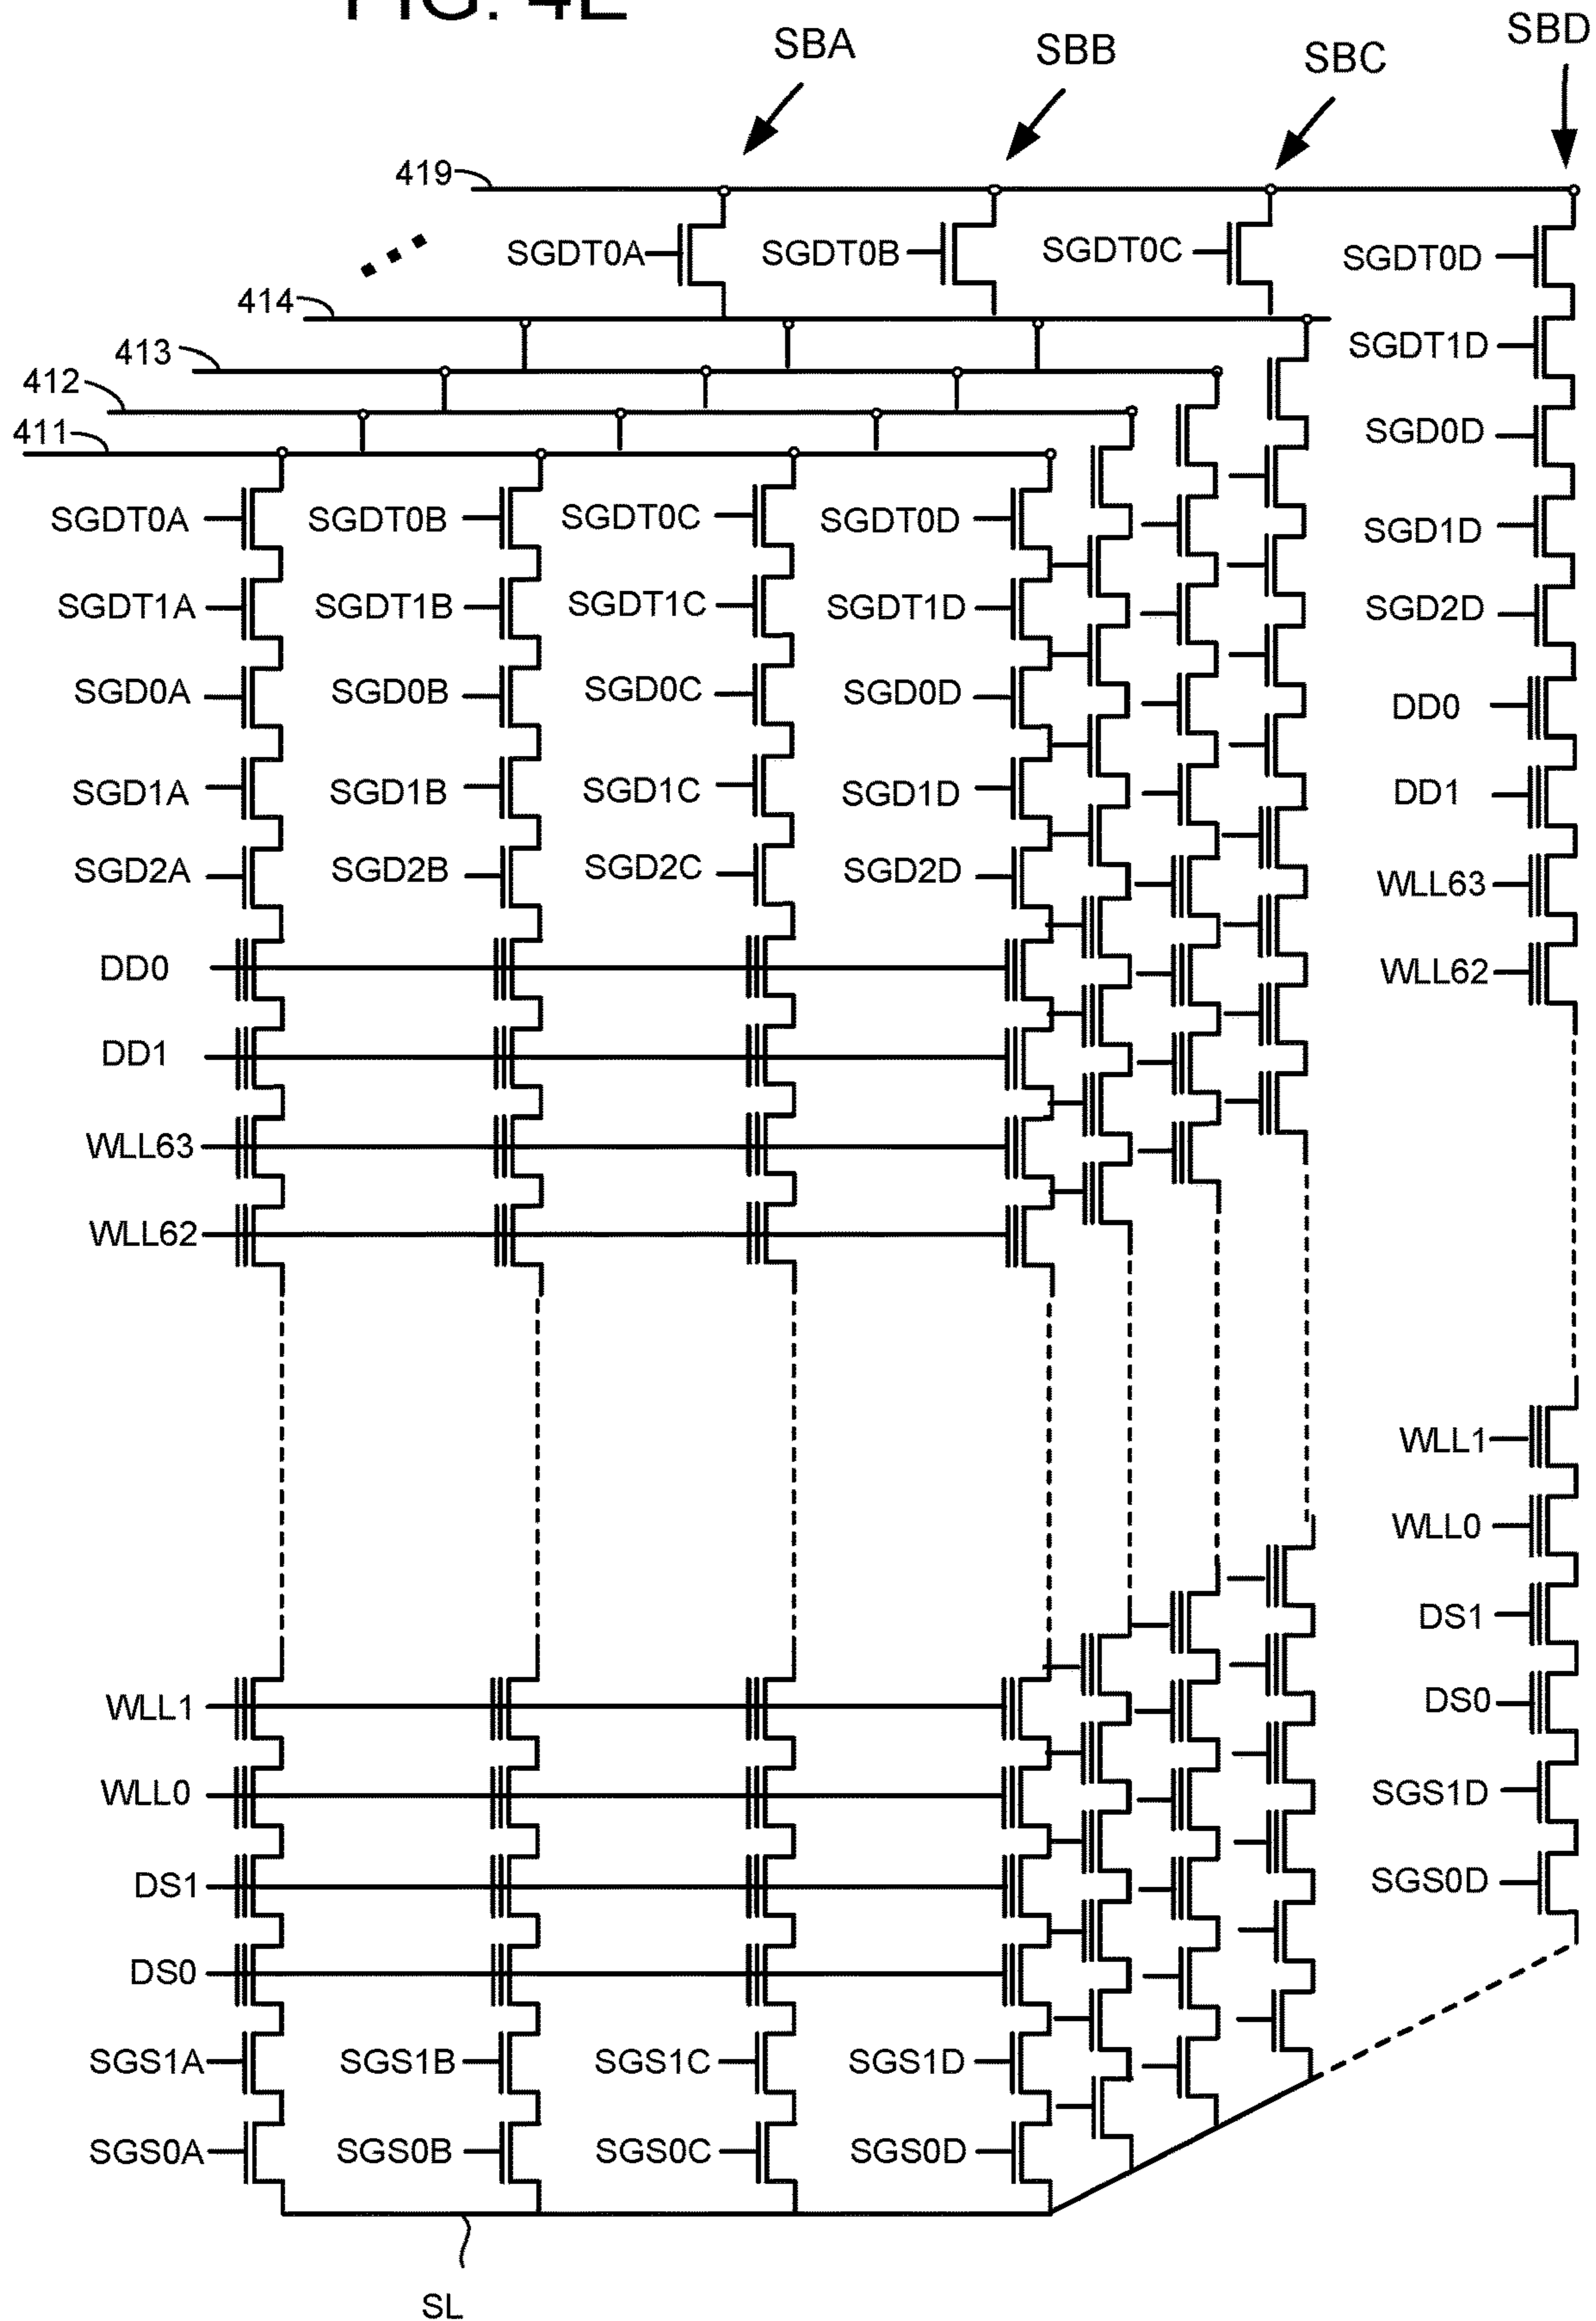 FIG. 4E
SBA SBB SBC SBD
419
SGDT0A SGDT0B SGDT0C SGDT0D
414
SGDT1D
413
412
411
SGD0D
SGDT0A SGDT0B SGDT0C SGDT0D SGD1D
SGDT1A SGDT1B SGDT1C SGDT1D SGD2D
SGD0A SGD0B SGD0C SGD0D DD0
SGD1A SGD1B SGD1C SGD1D DD1
SGD2A SGD2B SGD2C SGD2D WLL63
DD0 WLL62
DD1
WLL63
WLL62
WLL1
WLL0
DS1
WLL1 DS0
WLL0 SGS1D
DS1 SGS0D
DS0
SGS1A SGS1B SGS1C SGS1D
SGS0A SGS0B SGS0C SGS0D
SL